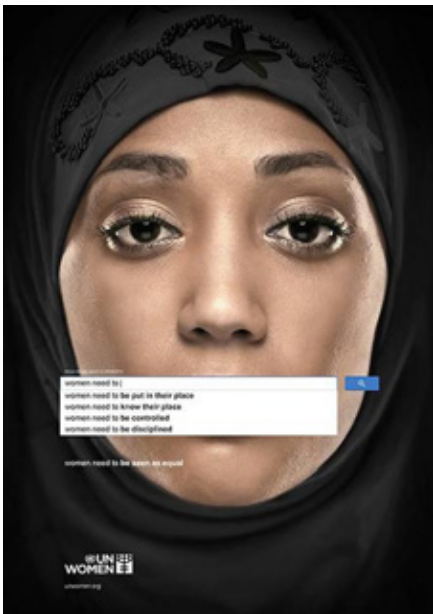 women need to
women need to be put in their place
women need to know their place
women need to be controlled
women need to be disciplined
women need to be seen as equal
UN
WOMEN
unwomen.org